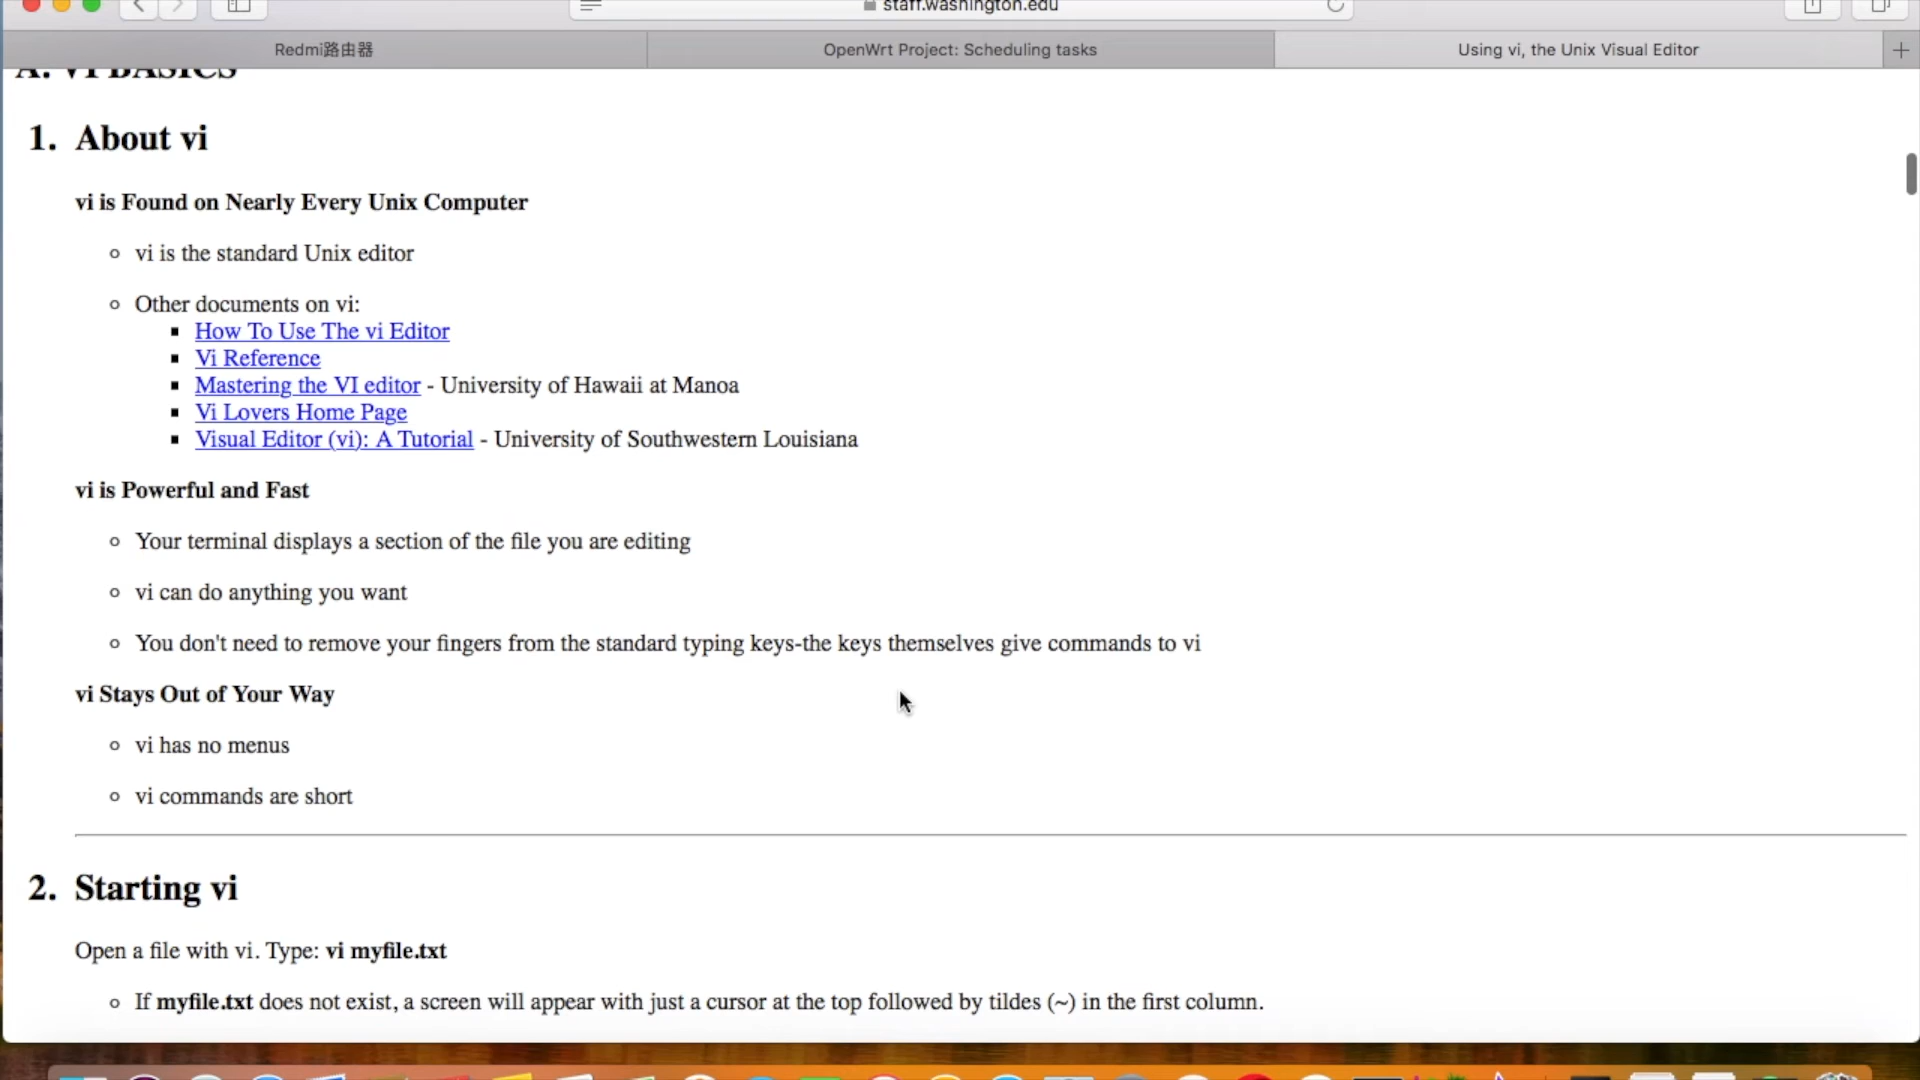 staff.washington.edu
Redmi路由器
OpenWrt Project: Scheduling tasks
Using vi, the Unix Visual Editor
A. VI BASICS
1. About vi
vi is Found on Nearly Every Unix Computer
vi is the standard Unix editor
Other documents on vi:
How To Use The vi Editor
Vi Reference
Mastering the VI editor - University of Hawaii at Manoa
Vi Lovers Home Page
Visual Editor (vi): A Tutorial - University of Southwestern Louisiana
vi is Powerful and Fast
Your terminal displays a section of the file you are editing
vi can do anything you want
You don't need to remove your fingers from the standard typing keys-the keys themselves give commands to vi
vi Stays Out of Your Way
vi has no menus
vi commands are short
2. Starting vi
Open a file with vi. Type: vi myfile.txt
If myfile.txt does not exist, a screen will appear with just a cursor at the top followed by tildes (~) in the first column.